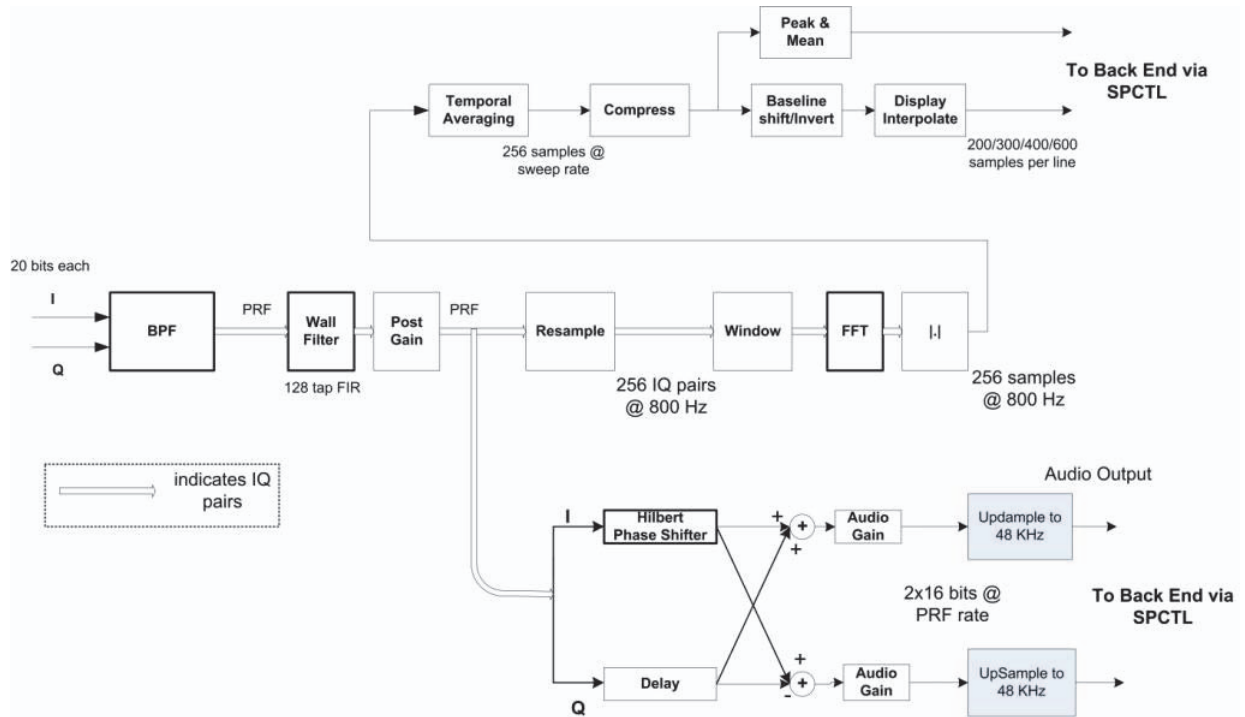 Peak &
Mean
To Back End via
SPCTL
Temporal
Averaging
Compress
Baseline
shift/Invert
Display
Interpolate
256 samples @
sweep rate
200/300/400/600
samples per line
20 bits each
I
Q
BPF
PRF
Wall
Filter
128 tap FIR
Post
Gain
PRF
Resample
256 IQ pairs
@ 800 Hz
Window
FFT
|.|
256 samples
@ 800 Hz
indicates IQ
pairs
Audio Output
I
Hilbert
Phase Shifter
+
+
+
Audio
Gain
Updample to
48 KHz
2x16 bits @
PRF rate
To Back End via
SPCTL
Q
Delay
+
-
+
Audio
Gain
UpSample to
48 KHz